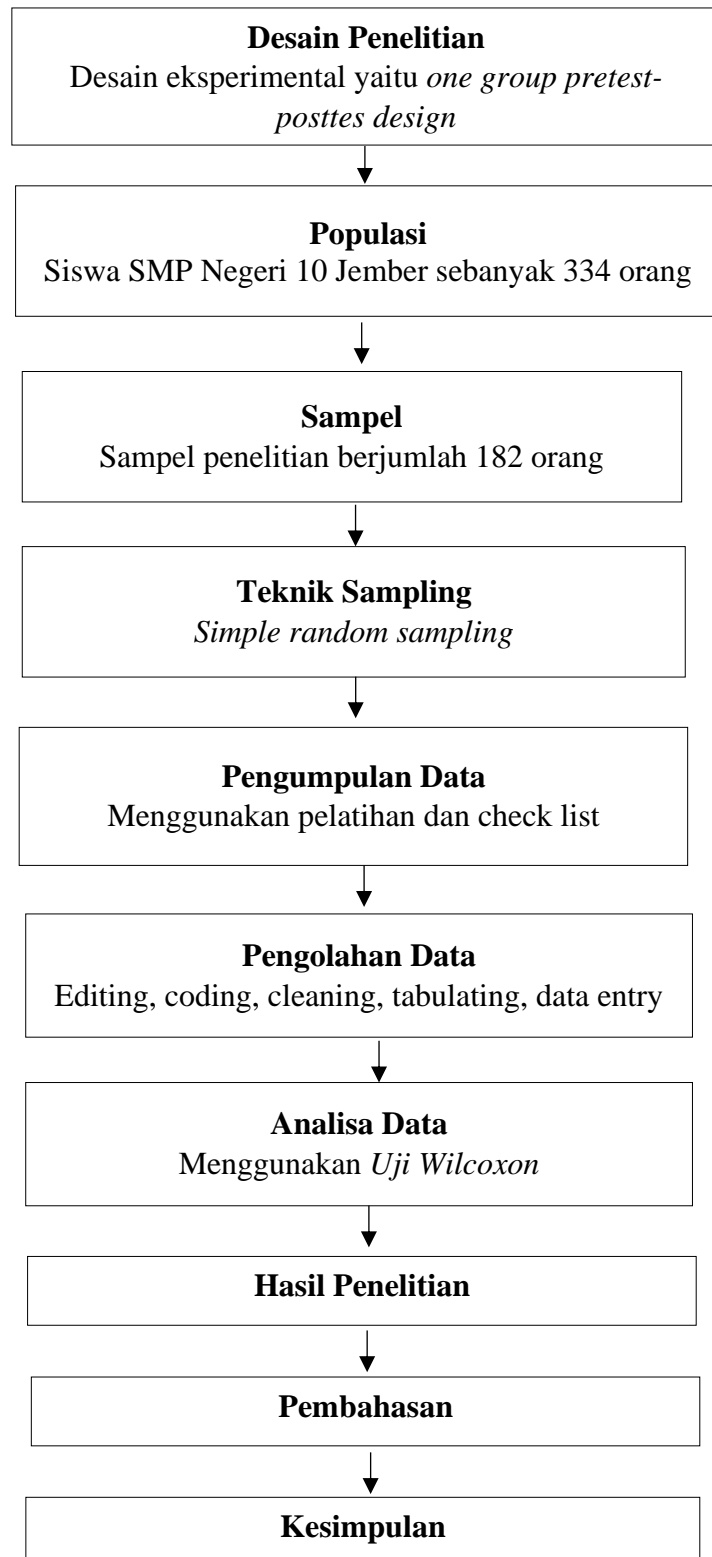 Desain Penelitian
Desain eksperimental yaitu one group pretest-
posttes design
Populasi
Siswa SMP Negeri 10 Jember sebanyak 334 orang
Sampel
Sampel penelitian berjumlah 182 orang
Teknik Sampling
Simple random sampling
Pengumpulan Data
Menggunakan pelatihan dan check list
Pengolahan Data
Editing, coding, cleaning, tabulating, data entry
Analisa Data
Menggunakan Uji Wilcoxon
Hasil Penelitian
Pembahasan
Kesimpulan